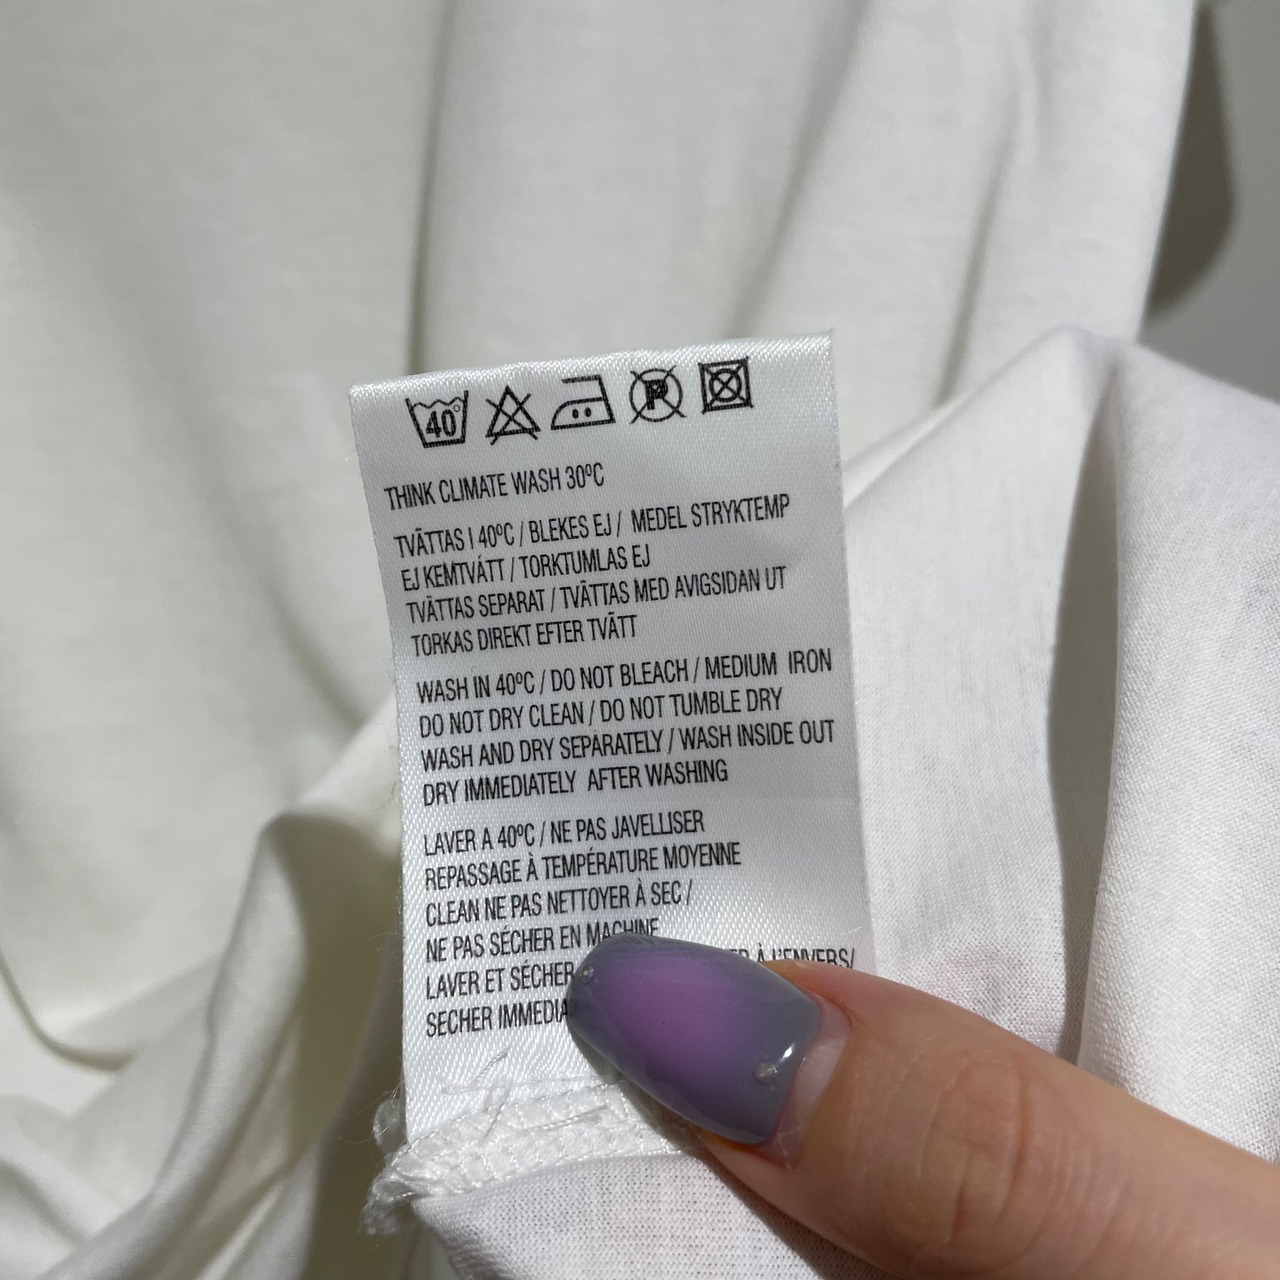 40°
P
THINK CLIMATE WASH 30ºC
TVÄTTAS I 40ºC / BLEKES EJ / MEDEL STRYKTEMP
EJ KEMTVÄTT / TORKTUMLAS EJ
TVÄTTAS SEPARAT / TVÄTTAS MED AVIGSIDAN UT
TORKAS DIREKT EFTER TVÄTT
WASH IN 40ºC / DO NOT BLEACH / MEDIUM IRON
DO NOT DRY CLEAN / DO NOT TUMBLE DRY
WASH AND DRY SEPARATELY / WASH INSIDE OUT
DRY IMMEDIATELY AFTER WASHING
LAVER A 40ºC / NE PAS JAVELLISER
REPASSAGE À TEMPÉRATURE MOYENNE
CLEAN NE PAS NETTOYER À SEC /
NE PAS SÉCHER EN MACHINE
LAVER ET SÉCHER À L'ENVERS/
SECHER